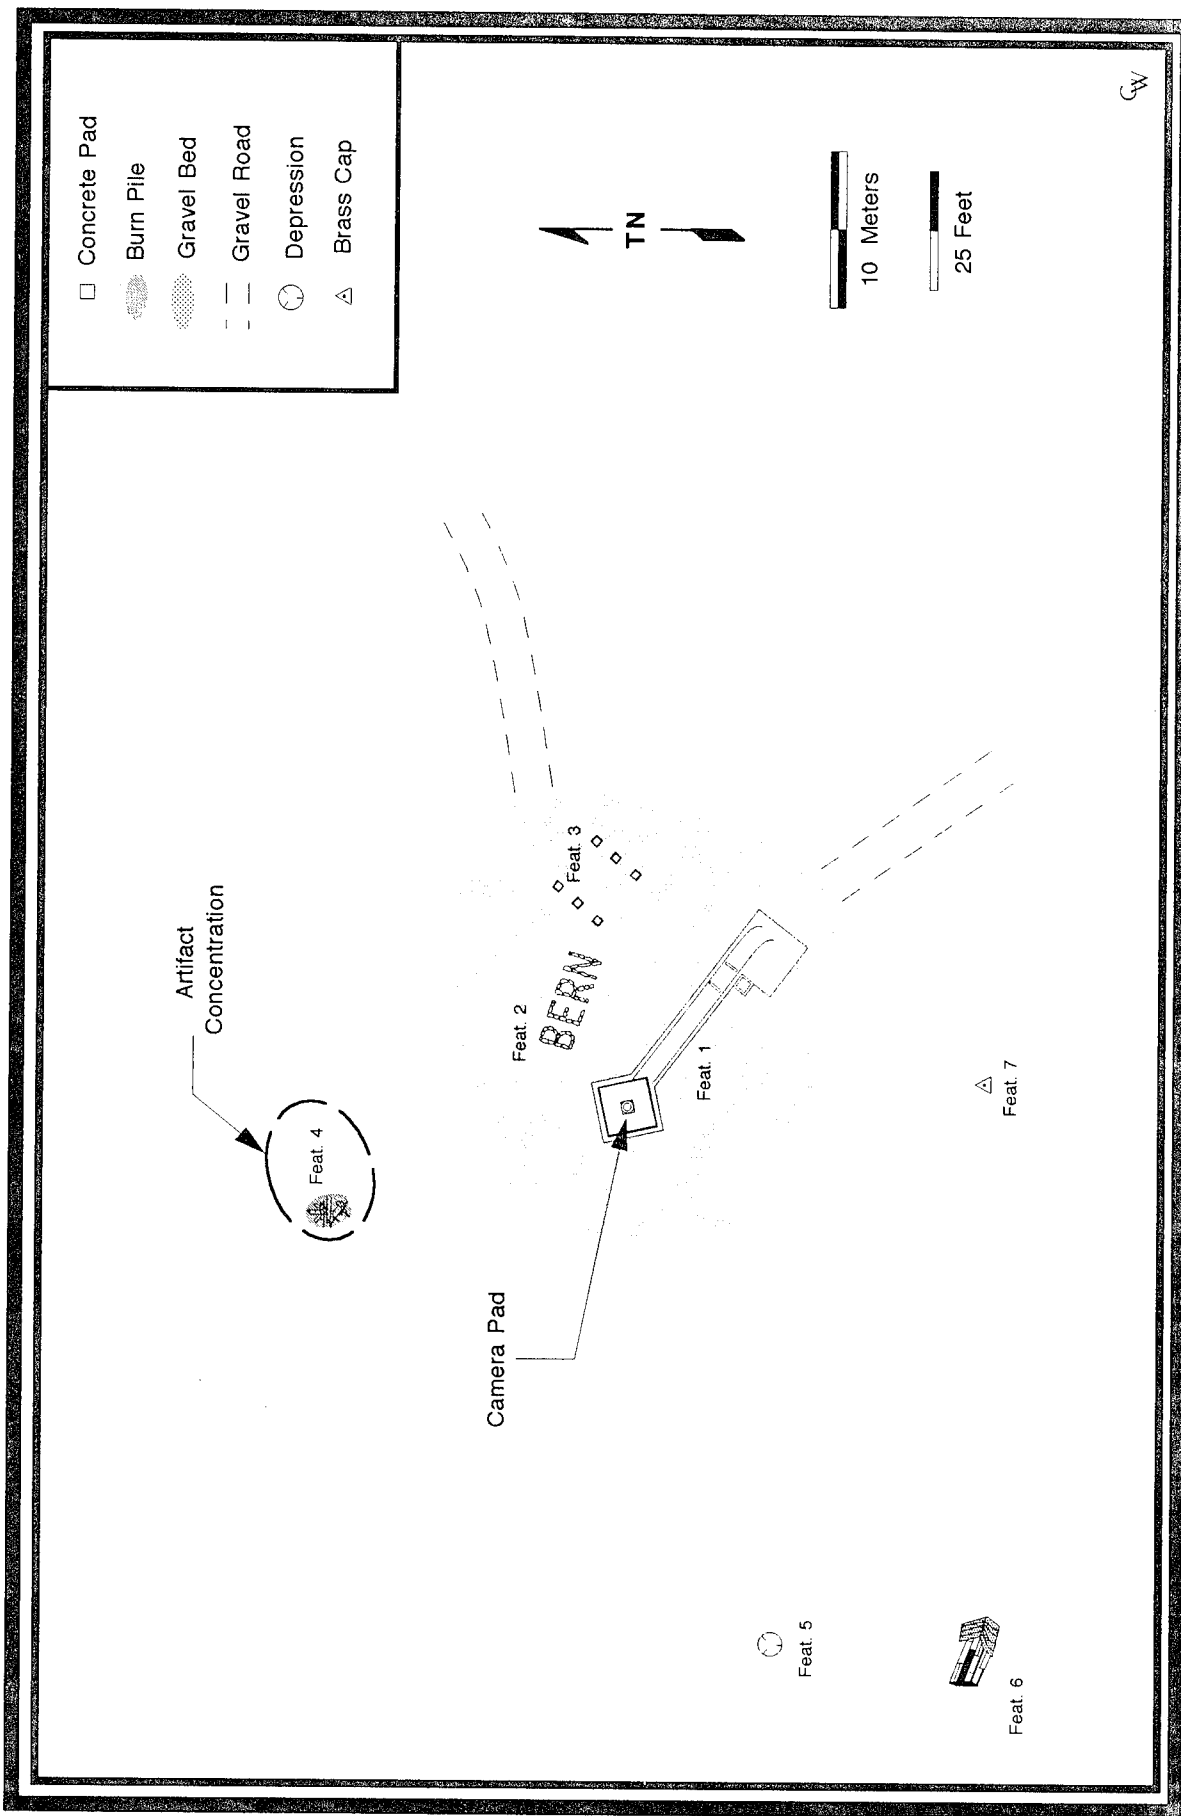 Concrete Pad
Burn Pile
Gravel Bed
Gravel Road
Depression
Brass Cap
Artifact
Concentration
Feat. 4
Feat. 2
BERN
Feat. 3
Camera Pad
Feat. 1
TN
Feat. 5
Feat. 6
Feat. 7
10 Meters
25 Feet
CW